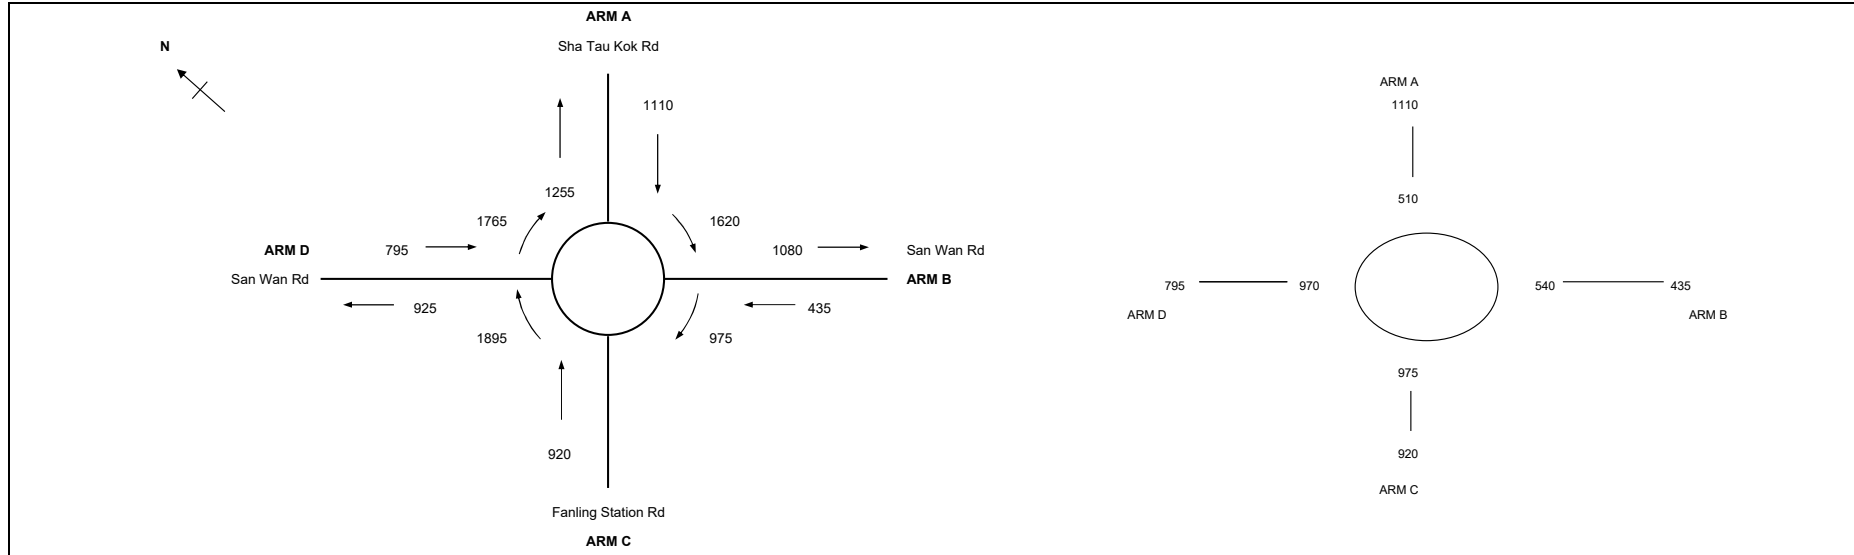 ARM A
N
Sha Tau Kok Rd
1110
1255
1765
1620
ARM D
795
1080
San Wan Rd
San Wan Rd
ARM B
925
435
1895
975
920
Fanling Station Rd
ARM C
ARM A
1110
510
795
970
540
435
ARM D
ARM B
975
920
ARM C